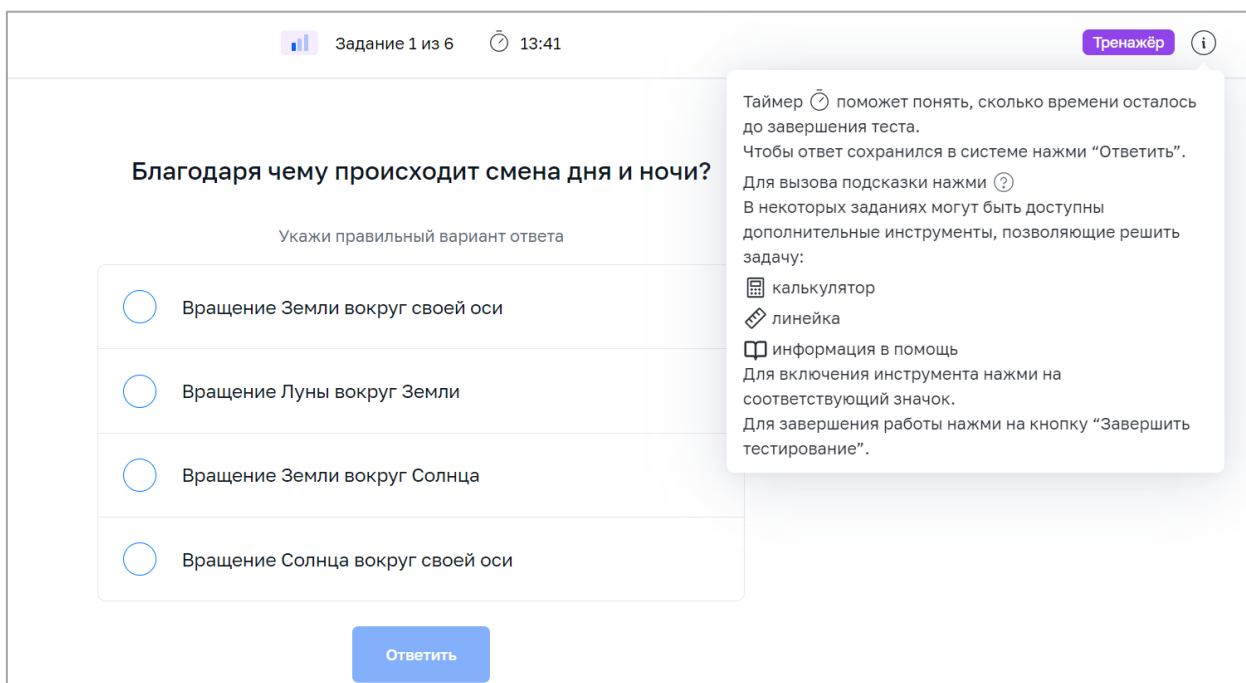 Задание 1 из 6
13:41
Тренажёр
Благодаря чему происходит смена дня и ночи?
Укажи правильный вариант ответа
Вращение Земли вокруг своей оси
Вращение Луны вокруг Земли
Вращение Земли вокруг Солнца
Вращение Солнца вокруг своей оси
Ответить
Таймер поможет понять, сколько времени осталось
до завершения теста.
Чтобы ответ сохранился в системе нажми “Ответить”.
Для вызова подсказки нажми ?
В некоторых заданиях могут быть доступны
дополнительные инструменты, позволяющие решить
задачу:
калькулятор
линейка
информация в помощь
Для включения инструмента нажми на
соответствующий значок.
Для завершения работы нажми на кнопку “Завершить
тестирование”.